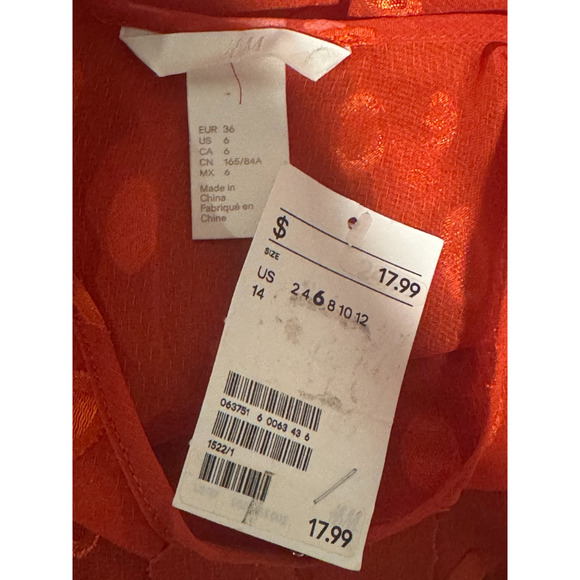 H&M
EUR 36
US 6
CA 6
CN 165/84A
MX 6
Made in
China
Fabriqué en
Chine
$ 17.99
SIZE
US 2 4 6 8 10 12
14
063751 6 0063 43 6
1522/1
17.99